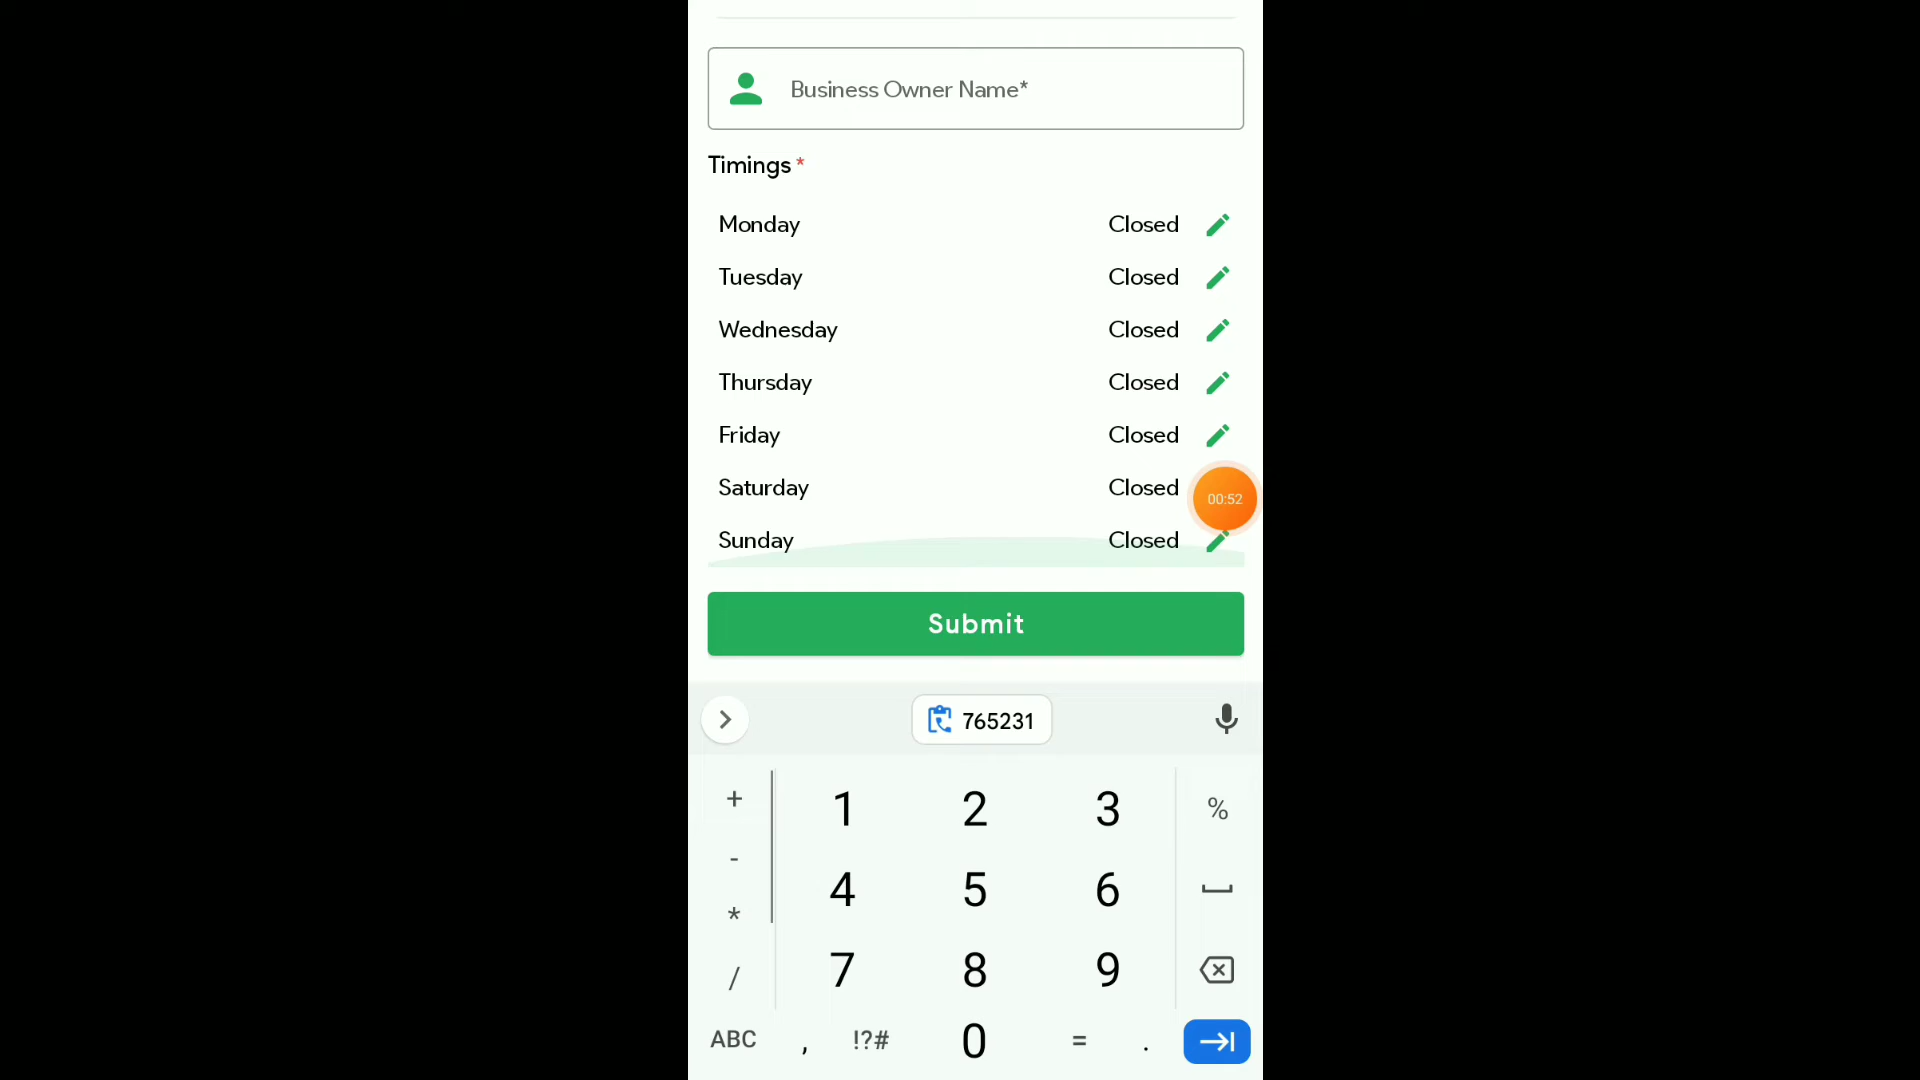 Business Owner Name*
Timings *
Monday Closed
Tuesday Closed
Wednesday Closed
Thursday Closed
Friday Closed
Saturday Closed
00:52
Sunday Closed
Submit
765231
+ 1 2 3 %
-
4 5 6
*
7 8 9
/
ABC , !?# 0 = .